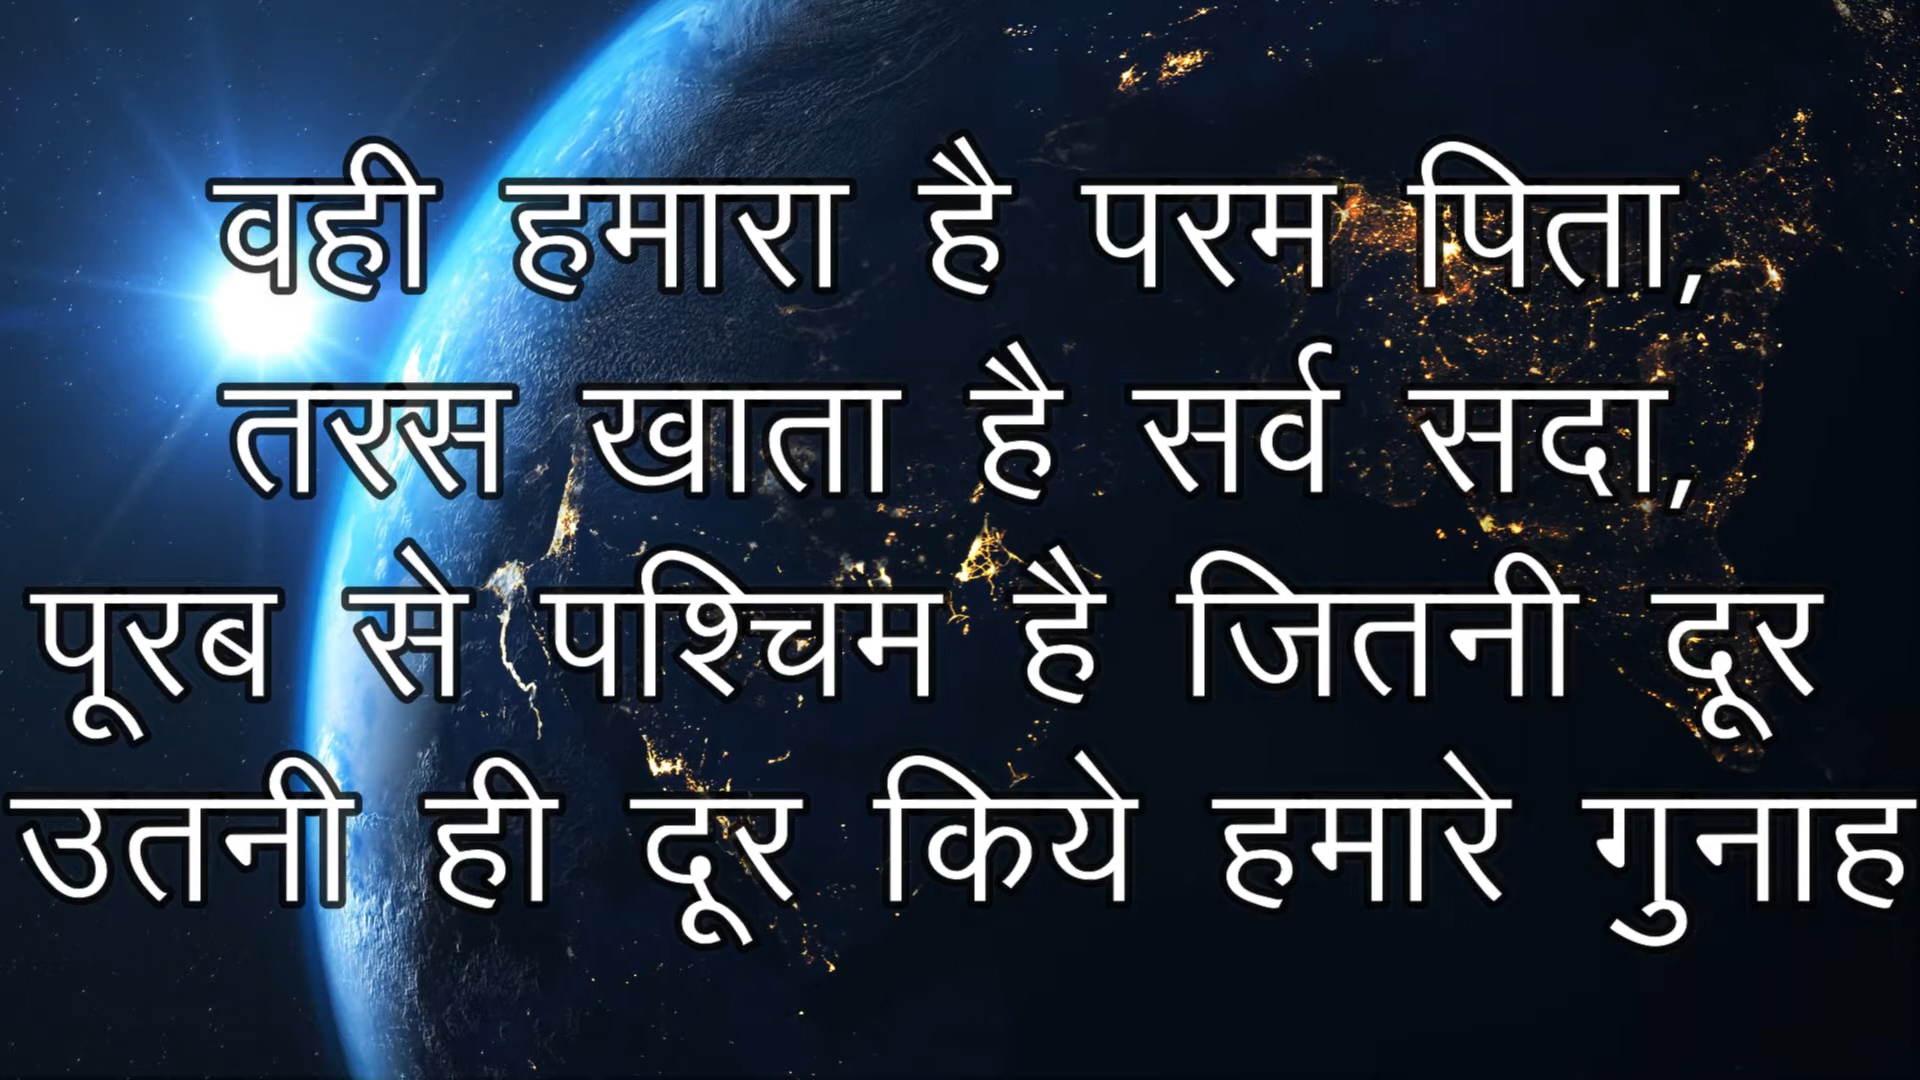 वही हमारा है परम पिता,
तरस खाता है सर्व सदा,
पूरब से पश्चिम है जितनी दूर
उतनी ही दूर किये हमारे गुनाह